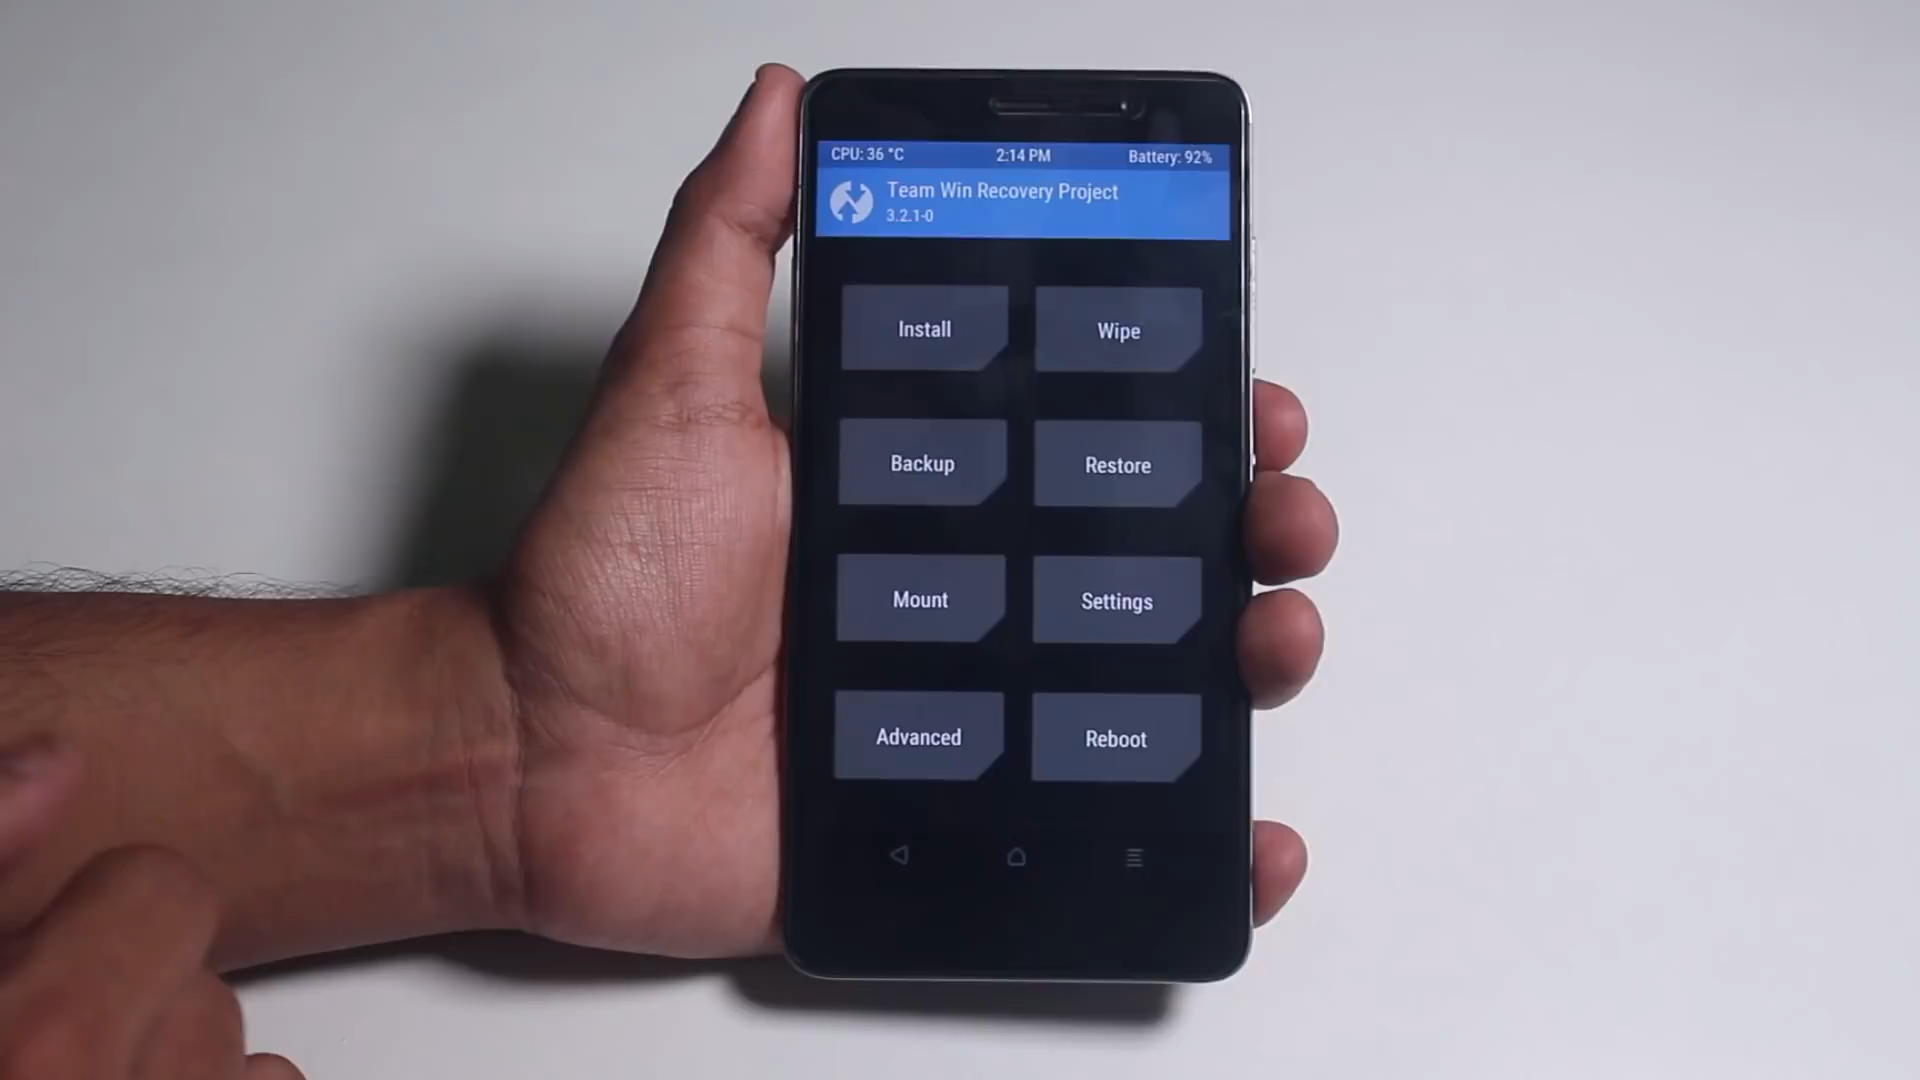 CPU: 36 °C 2:14 PM Battery: 92%
Team Win Recovery Project
3.2.1-0
Install Wipe
Backup Restore
Mount Settings
Advanced Reboot